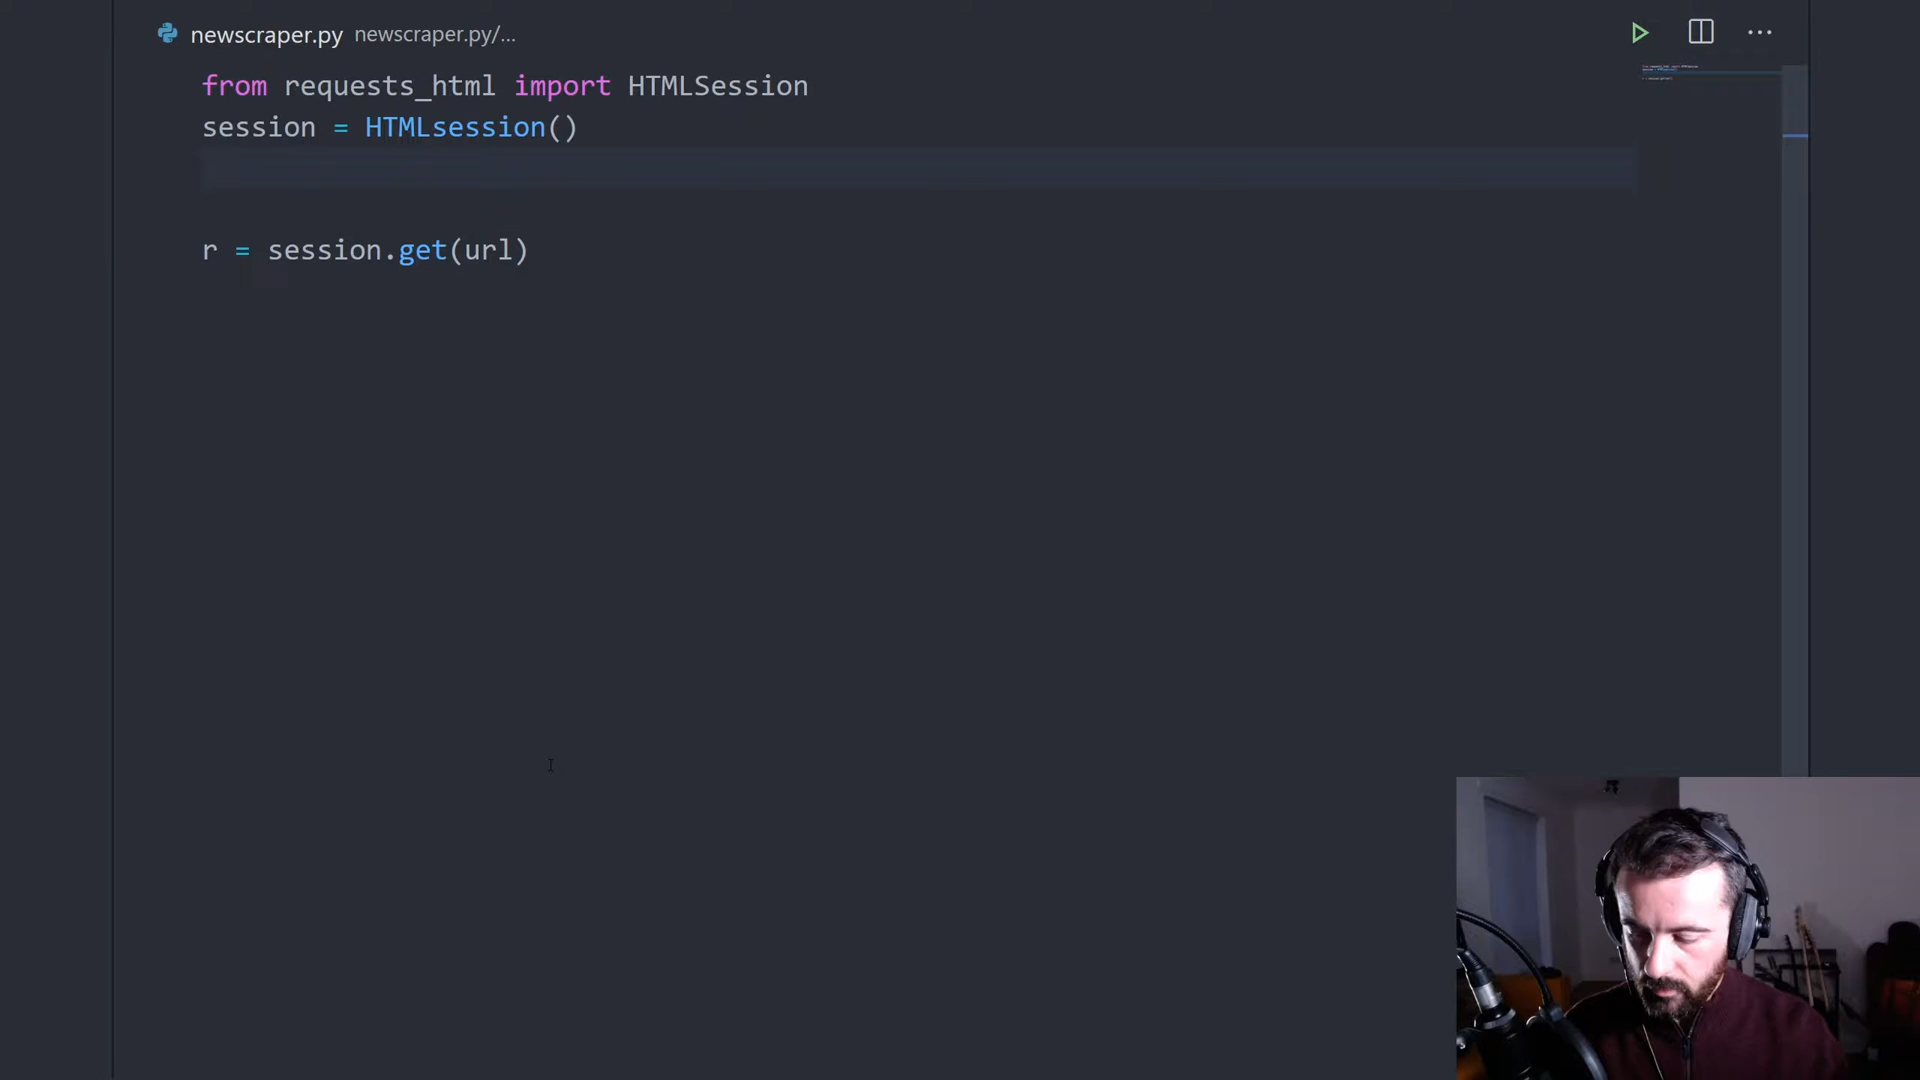 newscraper.py newscraper.py/...
from requests_html import HTMLSession
session = HTMLsession()
r = session.get(url)